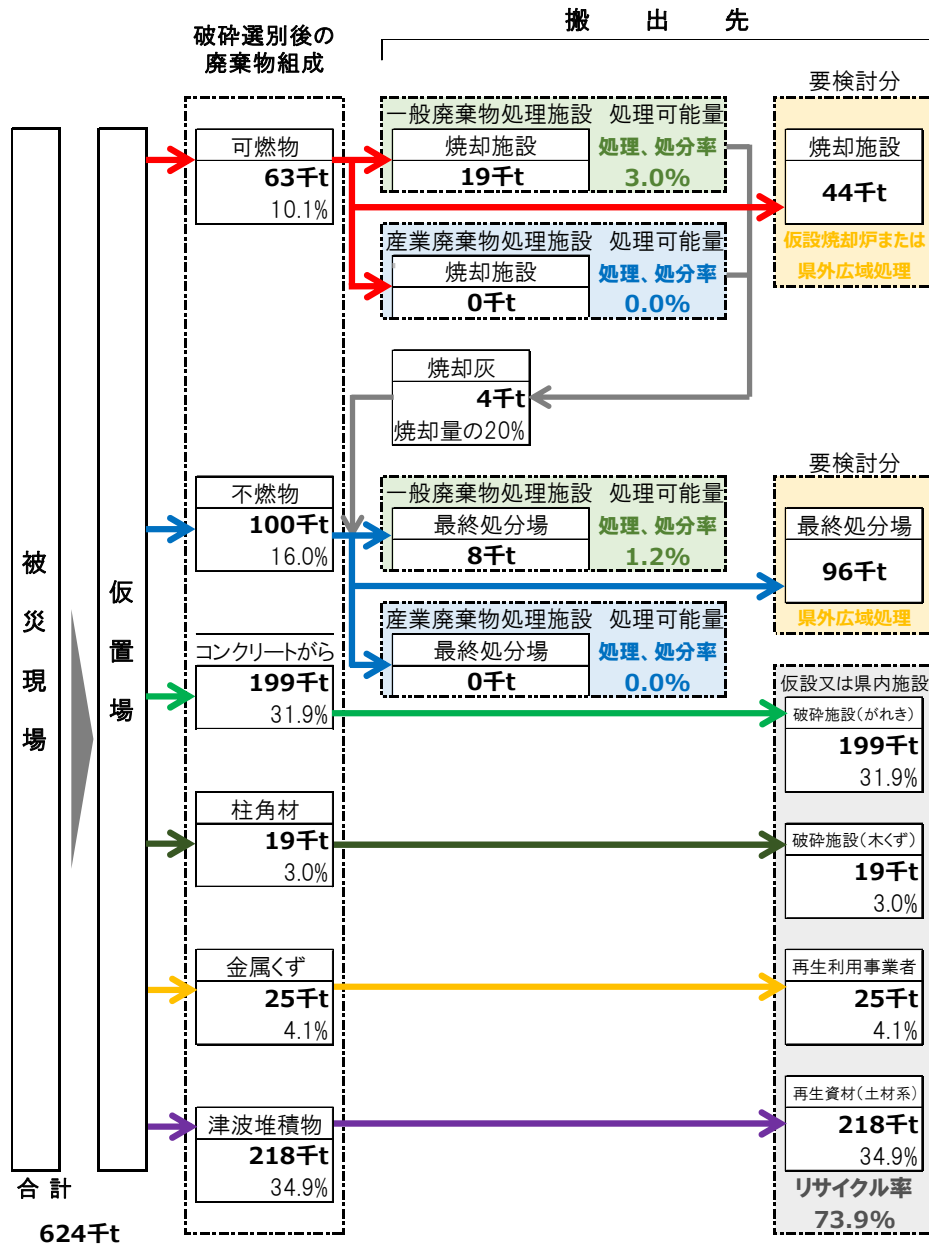 搬出先
破砕選別後の
廃棄物組成
要検討分
可燃物
63千t
10.1%
一般廃棄物処理施設 処理可能量
焼却施設
19千t
処理、処分率
3.0%
焼却施設
44千t
仮設焼却炉または
県外広域処理
産業廃棄物処理施設 処理可能量
焼却施設
0千t
処理、処分率
0.0%
焼却灰
4千t
焼却量の20%
要検討分
不燃物
100千t
16.0%
一般廃棄物処理施設 処理可能量
最終処分場
8千t
処理、処分率
1.2%
最終処分場
96千t
県外広域処理
産業廃棄物処理施設 処理可能量
最終処分場
0千t
処理、処分率
0.0%
被災現場
仮置場
コンクリートがら
199千t
31.9%
仮設又は県内施設
破砕施設(がれき)
199千t
31.9%
柱角材
19千t
3.0%
破砕施設(木くず)
19千t
3.0%
金属くず
25千t
4.1%
再生利用事業者
25千t
4.1%
津波堆積物
218千t
34.9%
再生資材(土材系)
218千t
34.9%
リサイクル率
73.9%
合計
624千t